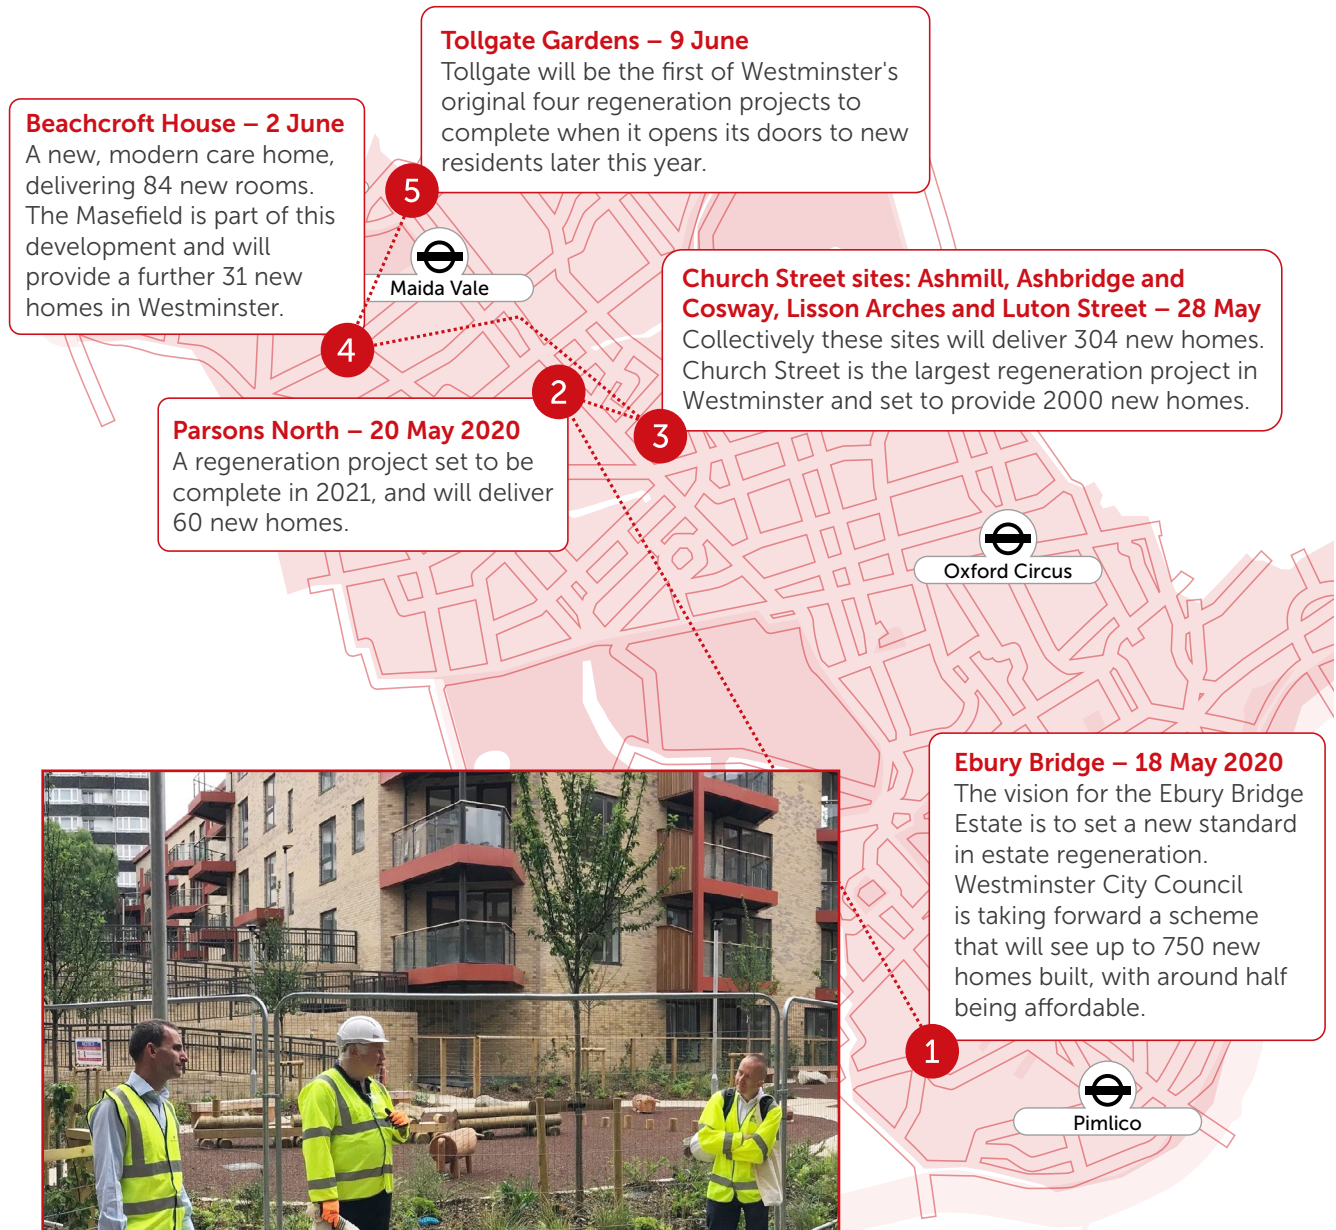 Tollgate Gardens – 9 June
Tollgate will be the first of Westminster's
original four regeneration projects to
complete when it opens its doors to new
residents later this year.
Beachcroft House – 2 June
A new, modern care home,
delivering 84 new rooms.
The Masefield is part of this
development and will
provide a further 31 new
homes in Westminster.
5
Maida Vale
Church Street sites: Ashmill, Ashbridge and
Cosway, Lisson Arches and Luton Street – 28 May
Collectively these sites will deliver 304 new homes.
Church Street is the largest regeneration project in
Westminster and set to provide 2000 new homes.
4
2
3
Parsons North – 20 May 2020
A regeneration project set to be
complete in 2021, and will deliver
60 new homes.
Oxford Circus
Ebury Bridge – 18 May 2020
The vision for the Ebury Bridge
Estate is to set a new standard
in estate regeneration.
Westminster City Council
is taking forward a scheme
that will see up to 750 new
homes built, with around half
being affordable.
1
Pimlico